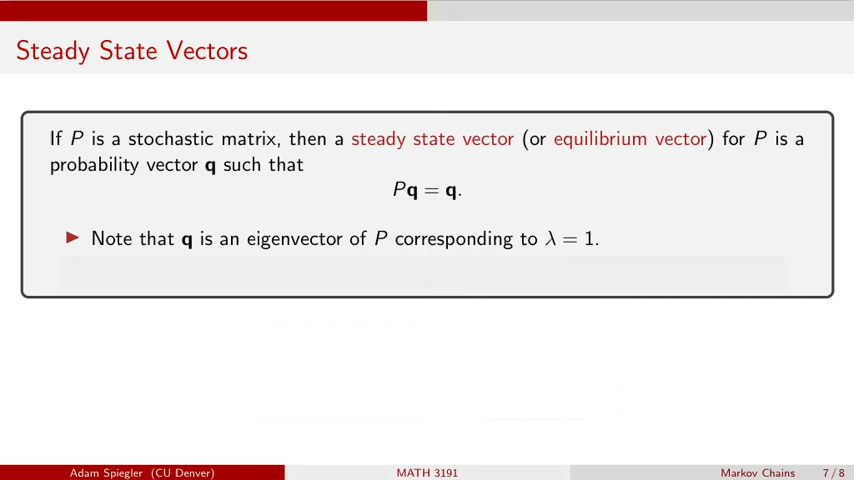 Steady State Vectors
If P is a stochastic matrix, then a steady state vector (or equilibrium vector) for P is a
probability vector q such that
Pq = q.
▶ Note that q is an eigenvector of P corresponding to λ = 1.
Adam Spiegler (CU Denver) MATH 3191 Markov Chains 7 / 8